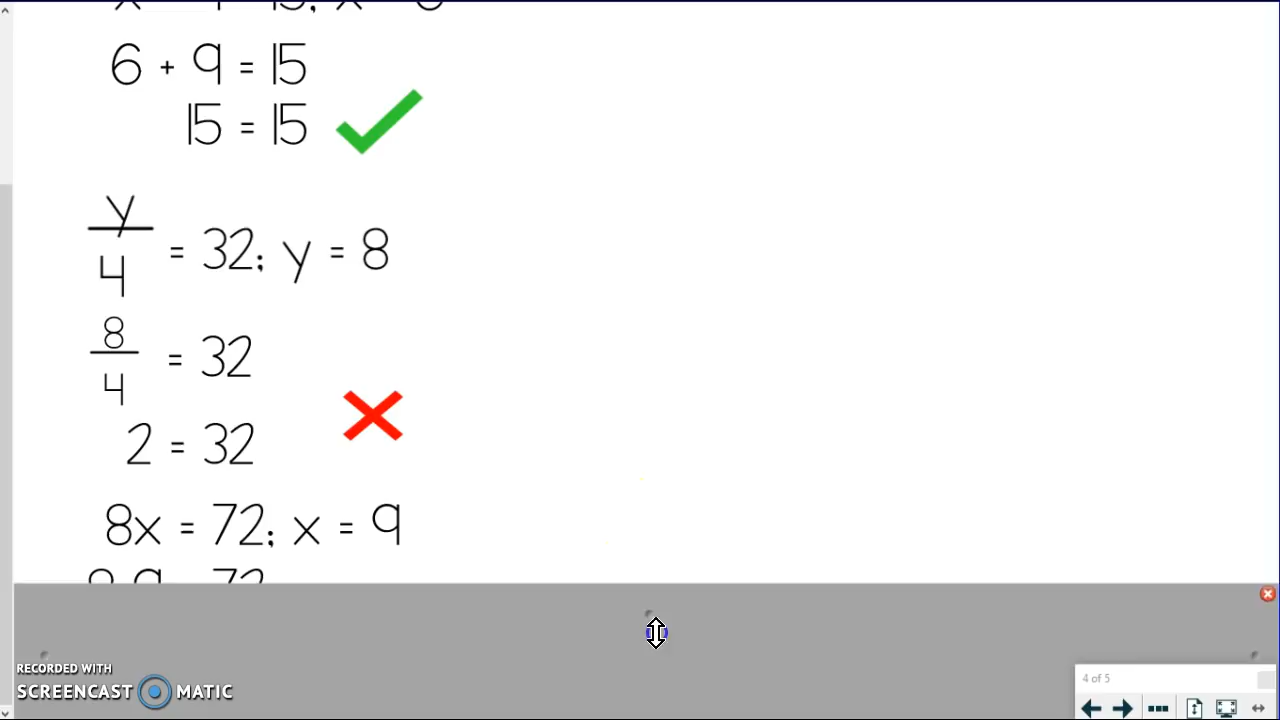 6 + 9 = 15
15 = 15
y
4 = 32; y = 8
8
4 = 32
2 = 32
8x = 72; x = 9
RECORDED WITH
SCREENCAST MATIC
4 of 5